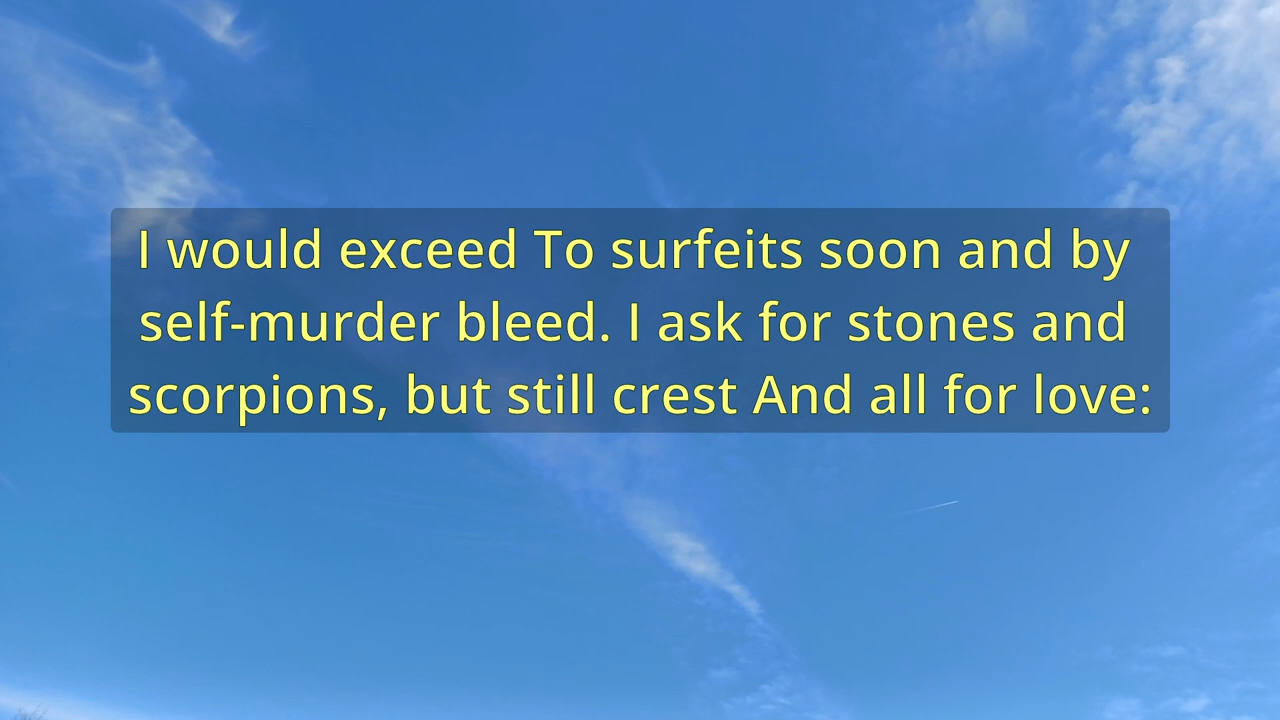 I would exceed To surfeits soon and by
self-murder bleed. I ask for stones and
scorpions, but still crest And all for love: